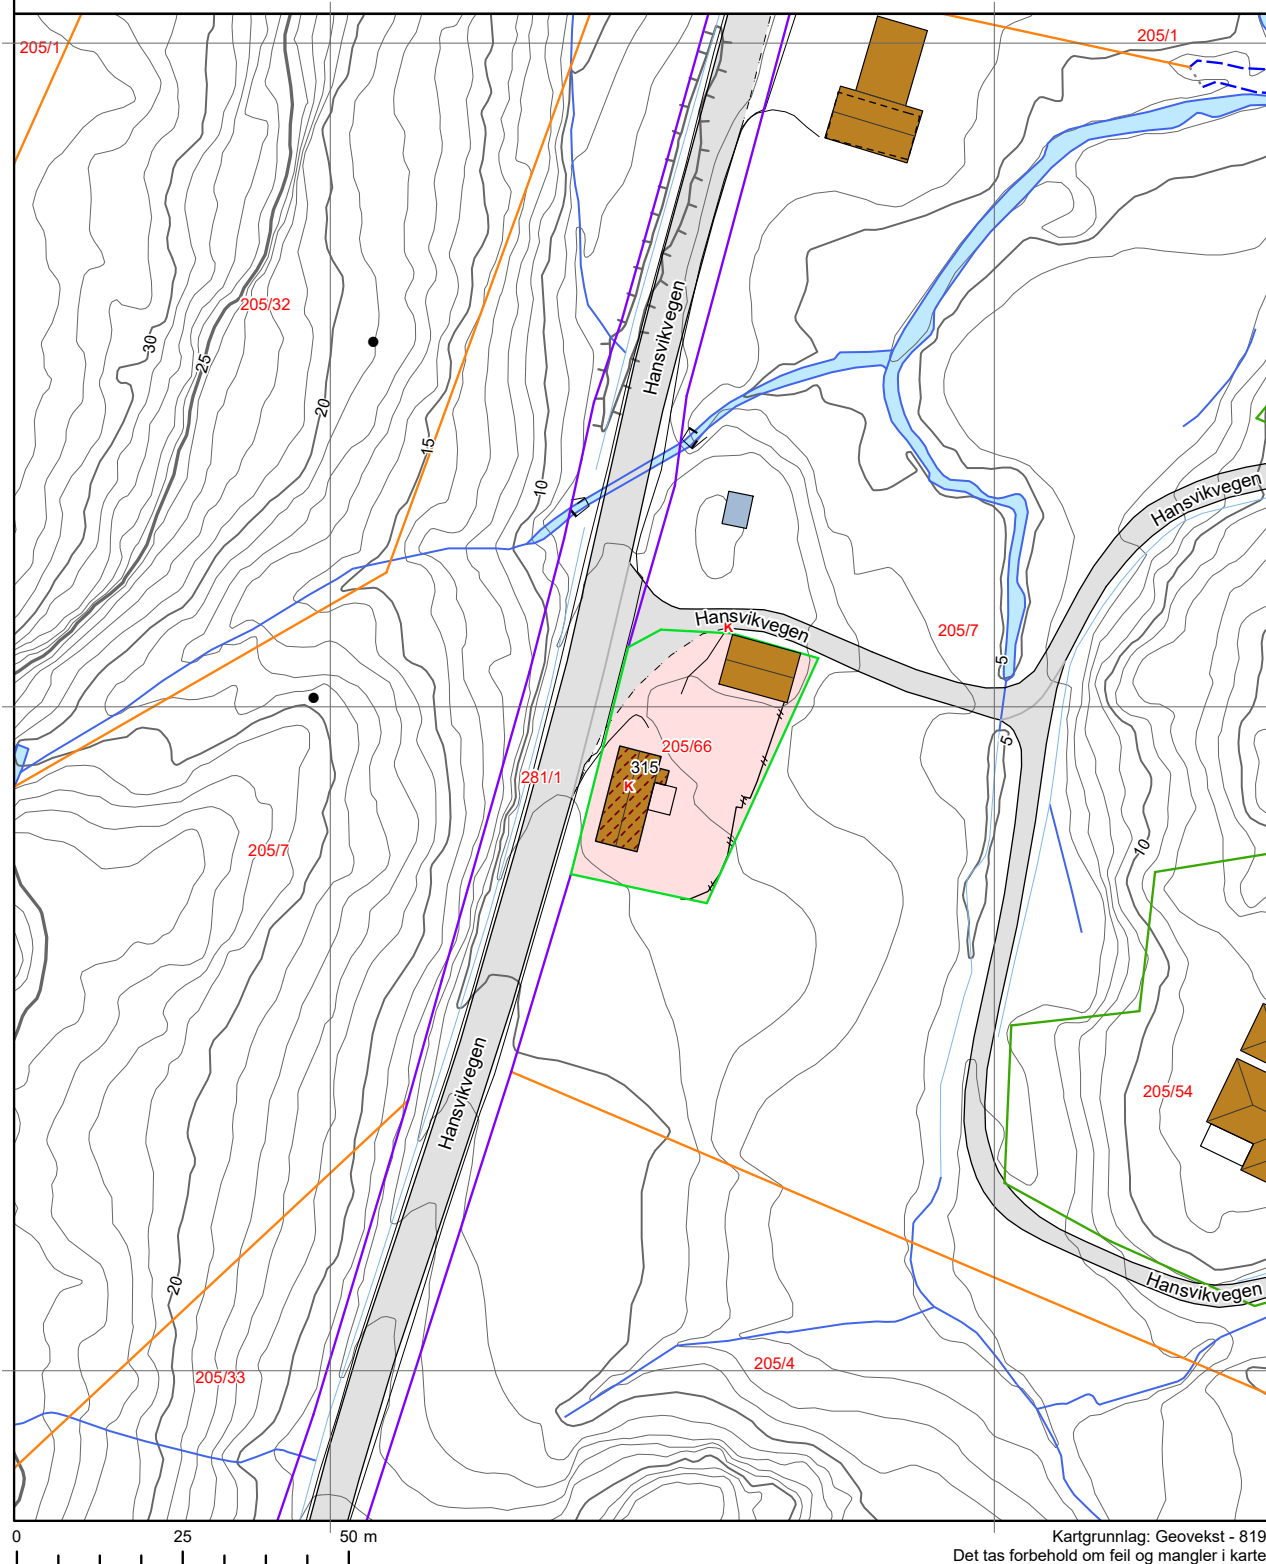 205/1
205/1
Hansvikvegen
205/32
30
25
20
15
10
Hansvikvegen
Hansvikvegen
K
205/7
5
205/66
5
315
K
281/1
205/7
10
Hansvikvegen
205/54
20
Hansvikvegen
205/4
205/33
0 25 50 m
Kartgrunnlag: Geovekst - 819
Det tas forbehold om feil og mangler i karte